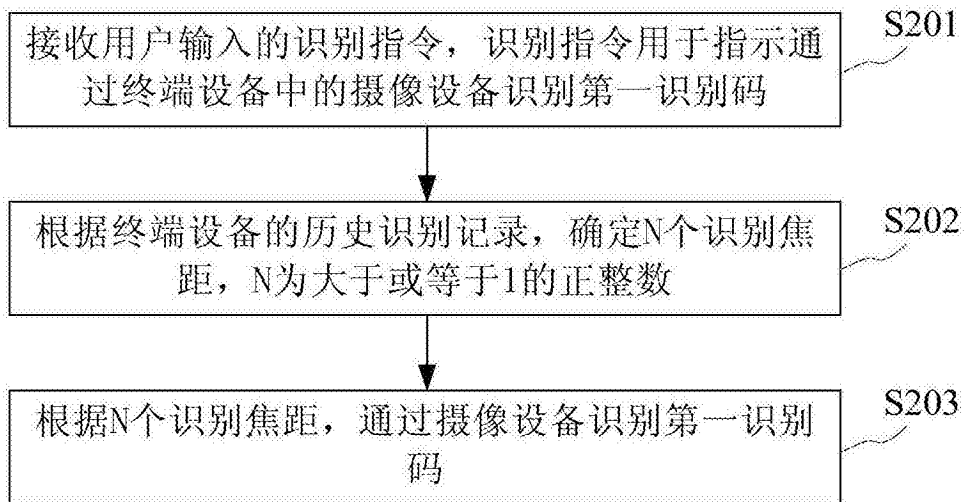 接收用户输入的识别指令，识别指令用于指示通
过终端设备中的摄像设备识别第一识别码
S201
根据终端设备的历史识别记录，确定N个识别焦
距，N为大于或等于1的正整数
S202
根据N个识别焦距，通过摄像设备识别第一识别
码
S203